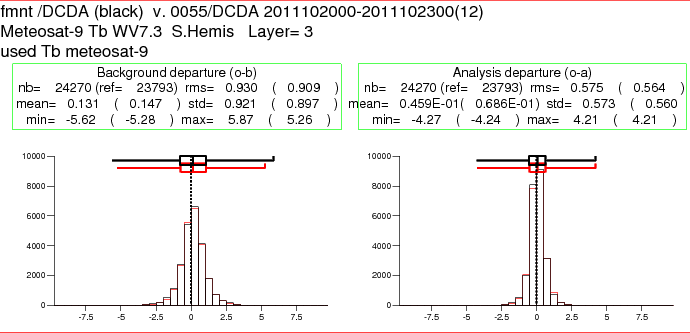 fmnt /DCDA (black) v. 0055/DCDA 2011102000-2011102300(12)
Meteosat-9 Tb WV7.3 S.Hemis Layer= 3
used Tb meteosat-9
Background departure (o-b)
nb= 24270 (ref= 23793) rms= 0.930 ( 0.909 )
mean= 0.131 ( 0.147 ) std= 0.921 ( 0.897 )
min= -5.62 ( -5.28 ) max= 5.87 ( 5.26 )
Analysis departure (o-a)
nb= 24270 (ref= 23793) rms= 0.575 ( 0.564 )
mean= 0.459E-01( 0.686E-01) std= 0.573 ( 0.560
min= -4.27 ( -4.24 ) max= 4.21 ( 4.21 )
10000
8000
6000
4000
2000
0
-7.5 -5 -2.5 0 2.5 5 7.5
10000
8000
6000
4000
2000
0
-7.5 -5 -2.5 0 2.5 5 7.5